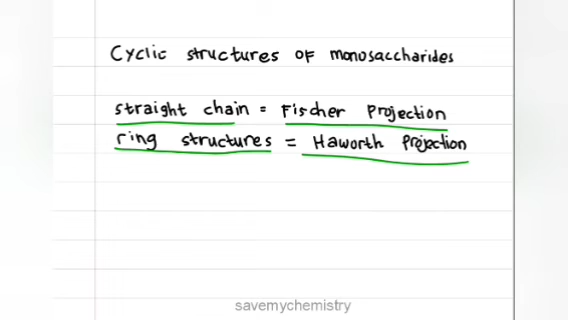 Cyclic structures of monosaccharides
straight chain = Fischer Projection
ring structures = Haworth Projection
savemychemistry